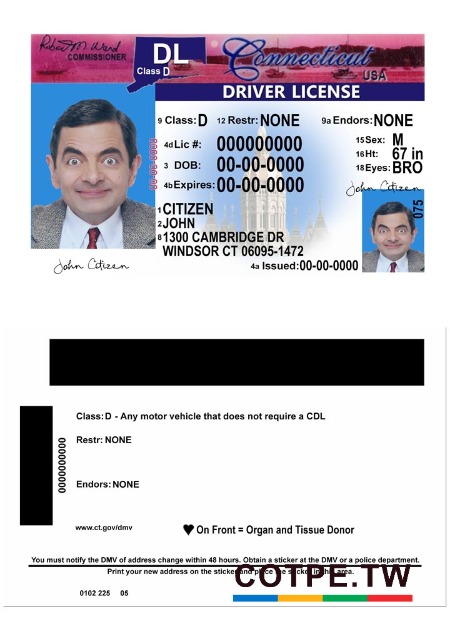 Robert M. Ward
COMMISSIONER
DL
Class D
Connecticut
USA
DRIVER LICENSE
9 Class: D 12 Restr: NONE 9a Endors: NONE
4d Lic #: 000000000
15 Sex: M
16 Ht: 67 in
3 DOB: 00-00-0000
18 Eyes: BRO
4b Expires: 00-00-0000
00-00-0000
John Citizen
1 CITIZEN
2 JOHN
8 1300 CAMBRIDGE DR
WINDSOR CT 06095-1472
075
4a Issued: 00-00-0000
John Citizen
Class: D - Any motor vehicle that does not require a CDL
Restr: NONE
0000000000
Endors: NONE
www.ct.gov/dmv
♥ On Front = Organ and Tissue Donor
You must notify the DMV of address change within 48 hours. Obtain a sticker at the DMV or a police department.
Print your new address on the sticker and place the sticker in this area.
COTPE.TW
0102 225 05